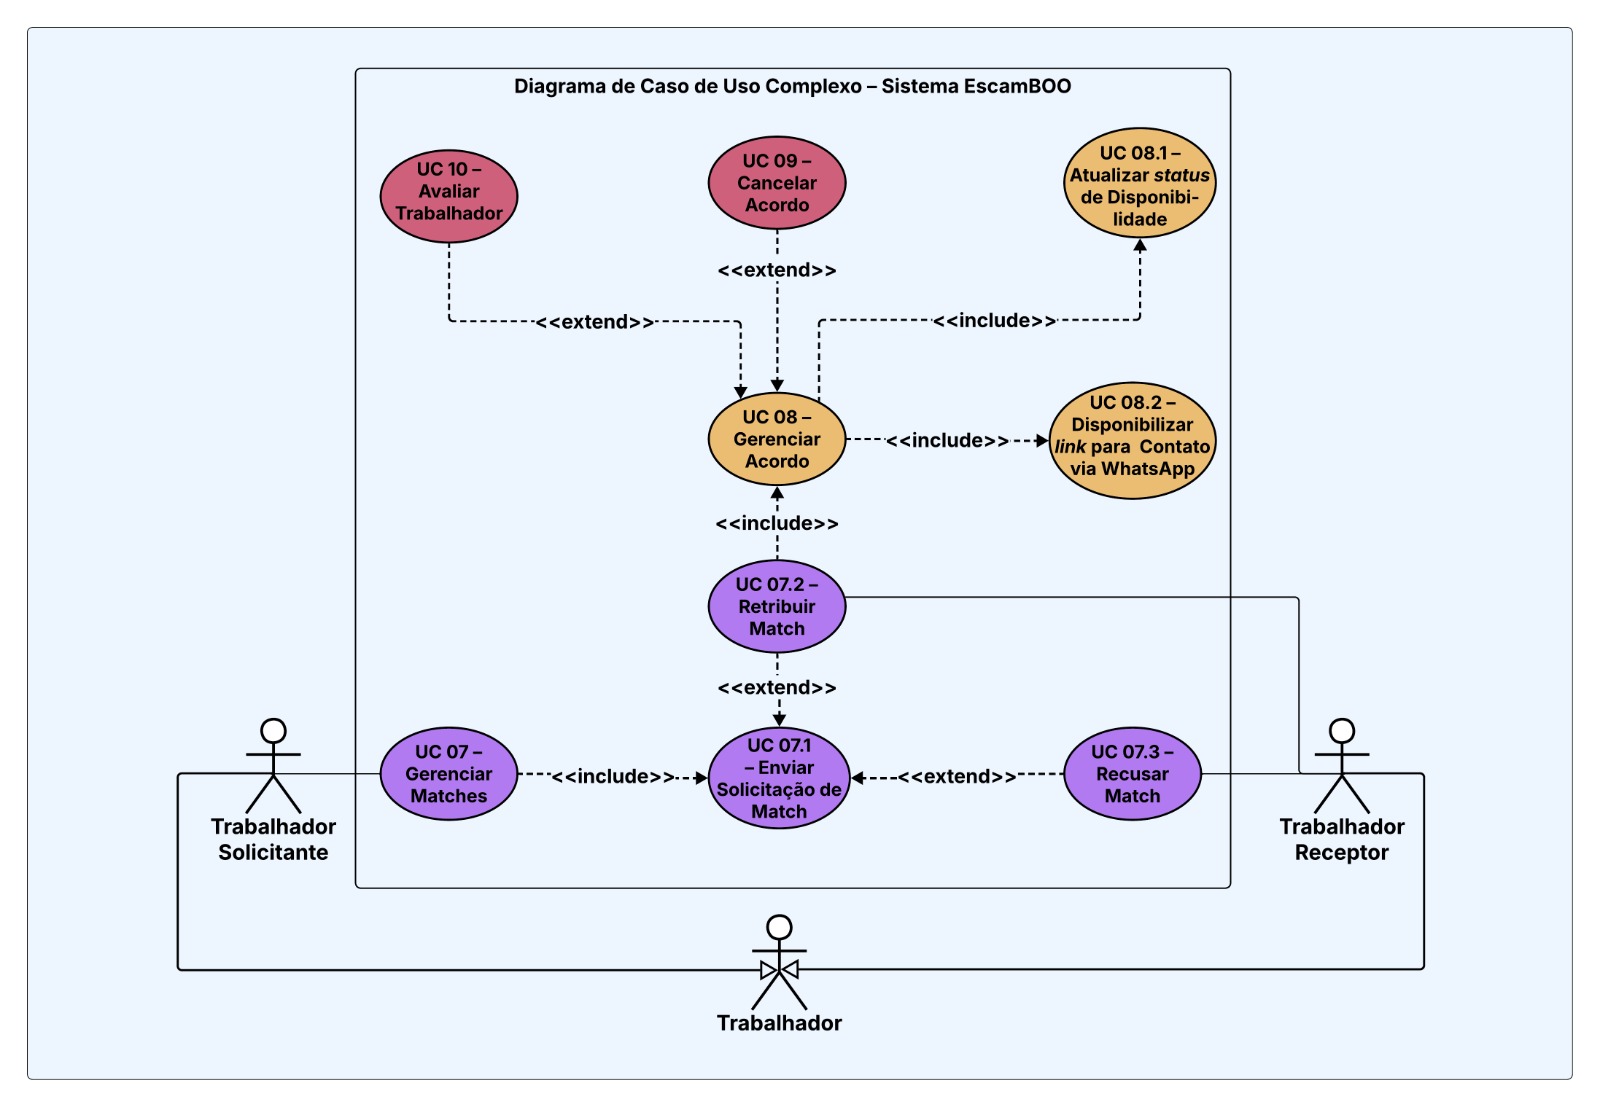 Diagrama de Caso de Uso Complexo – Sistema EscamBOO
UC 10 –
Avaliar
Trabalhador
UC 09 –
Cancelar
Acordo
UC 08.1 –
Atualizar status
de Disponibi-
lidade
<<extend>>
<<extend>>
<<include>>
UC 08 –
Gerenciar
Acordo
<<include>>
UC 08.2 –
Disponibilizar
link para Contato
via WhatsApp
<<include>>
UC 07.2 –
Retribuir
Match
<<extend>>
Trabalhador
Solicitante
UC 07 –
Gerenciar
Matches
<<include>>
UC 07.1
– Enviar
Solicitação de
Match
<<extend>>
UC 07.3 –
Recusar
Match
Trabalhador
Receptor
Trabalhador